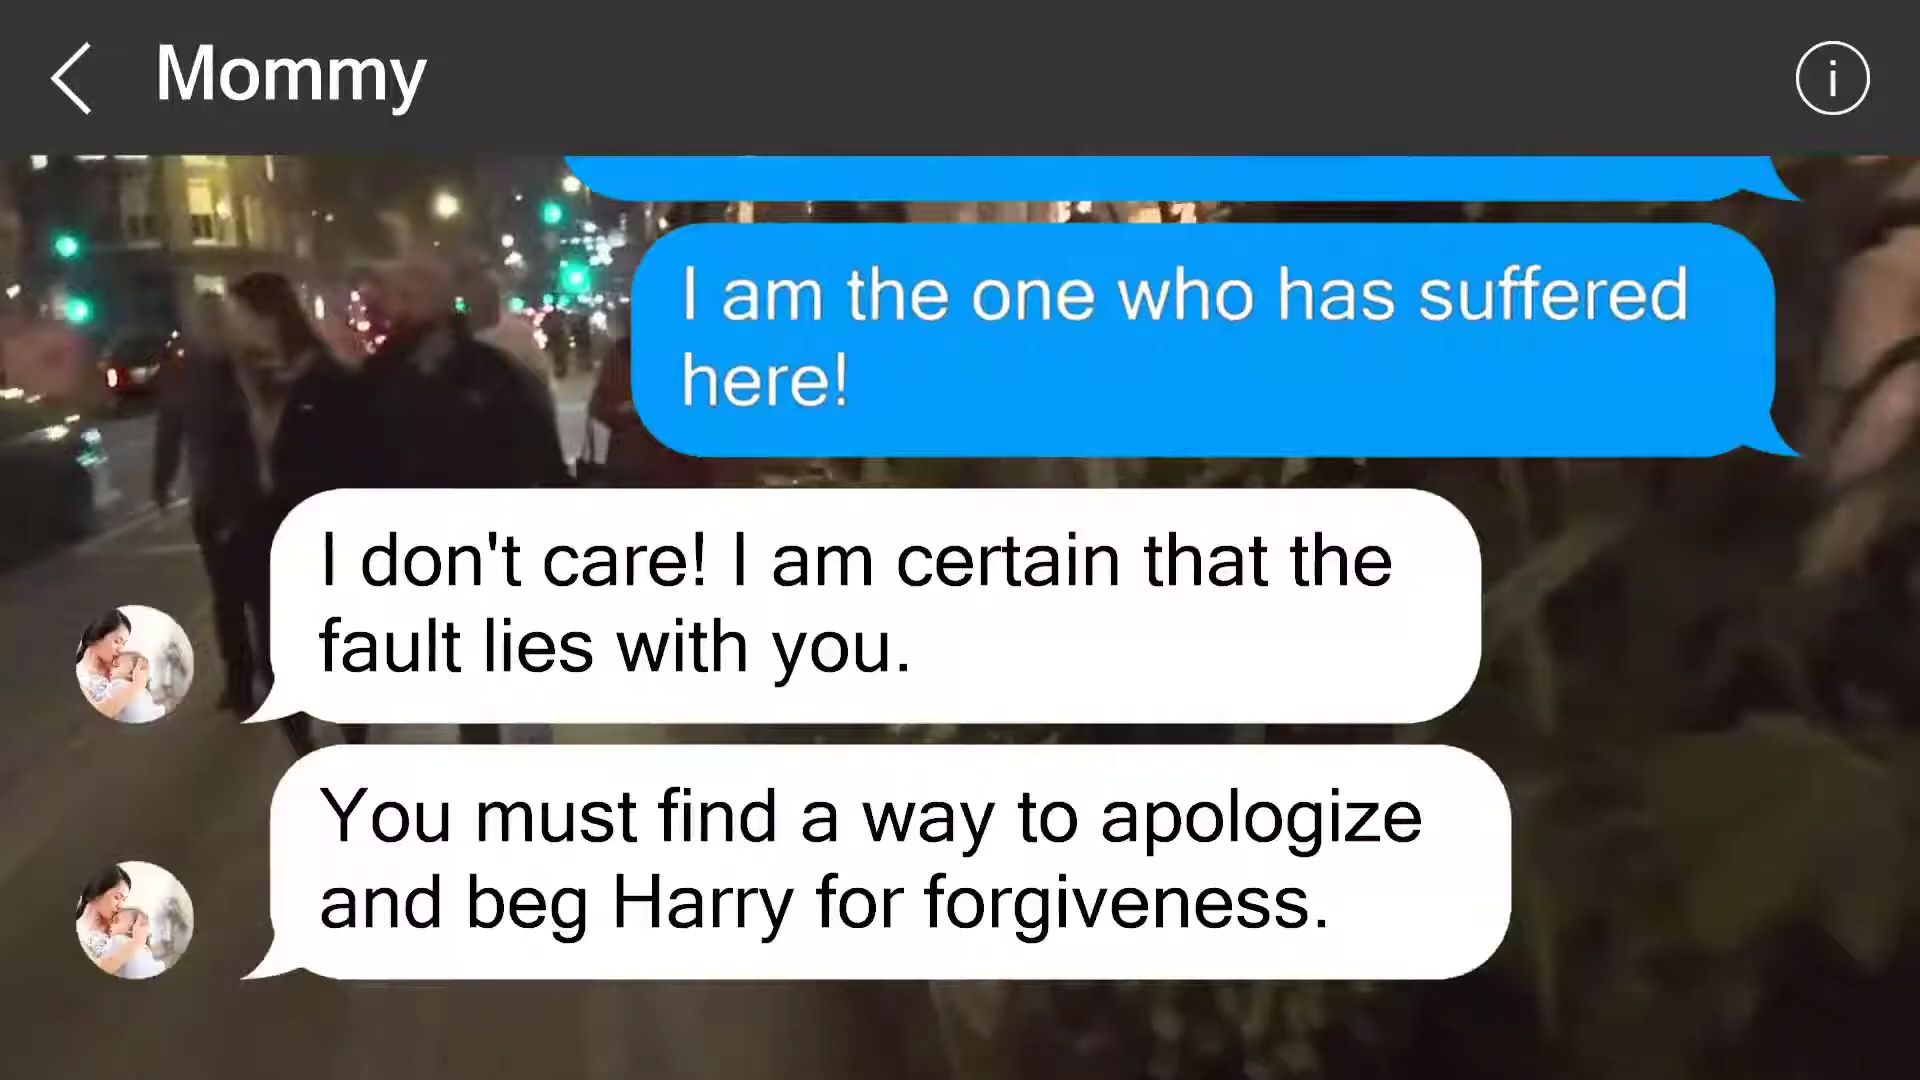 Mommy
i
I am the one who has suffered
here!
I don't care! I am certain that the
fault lies with you.
You must find a way to apologize
and beg Harry for forgiveness.